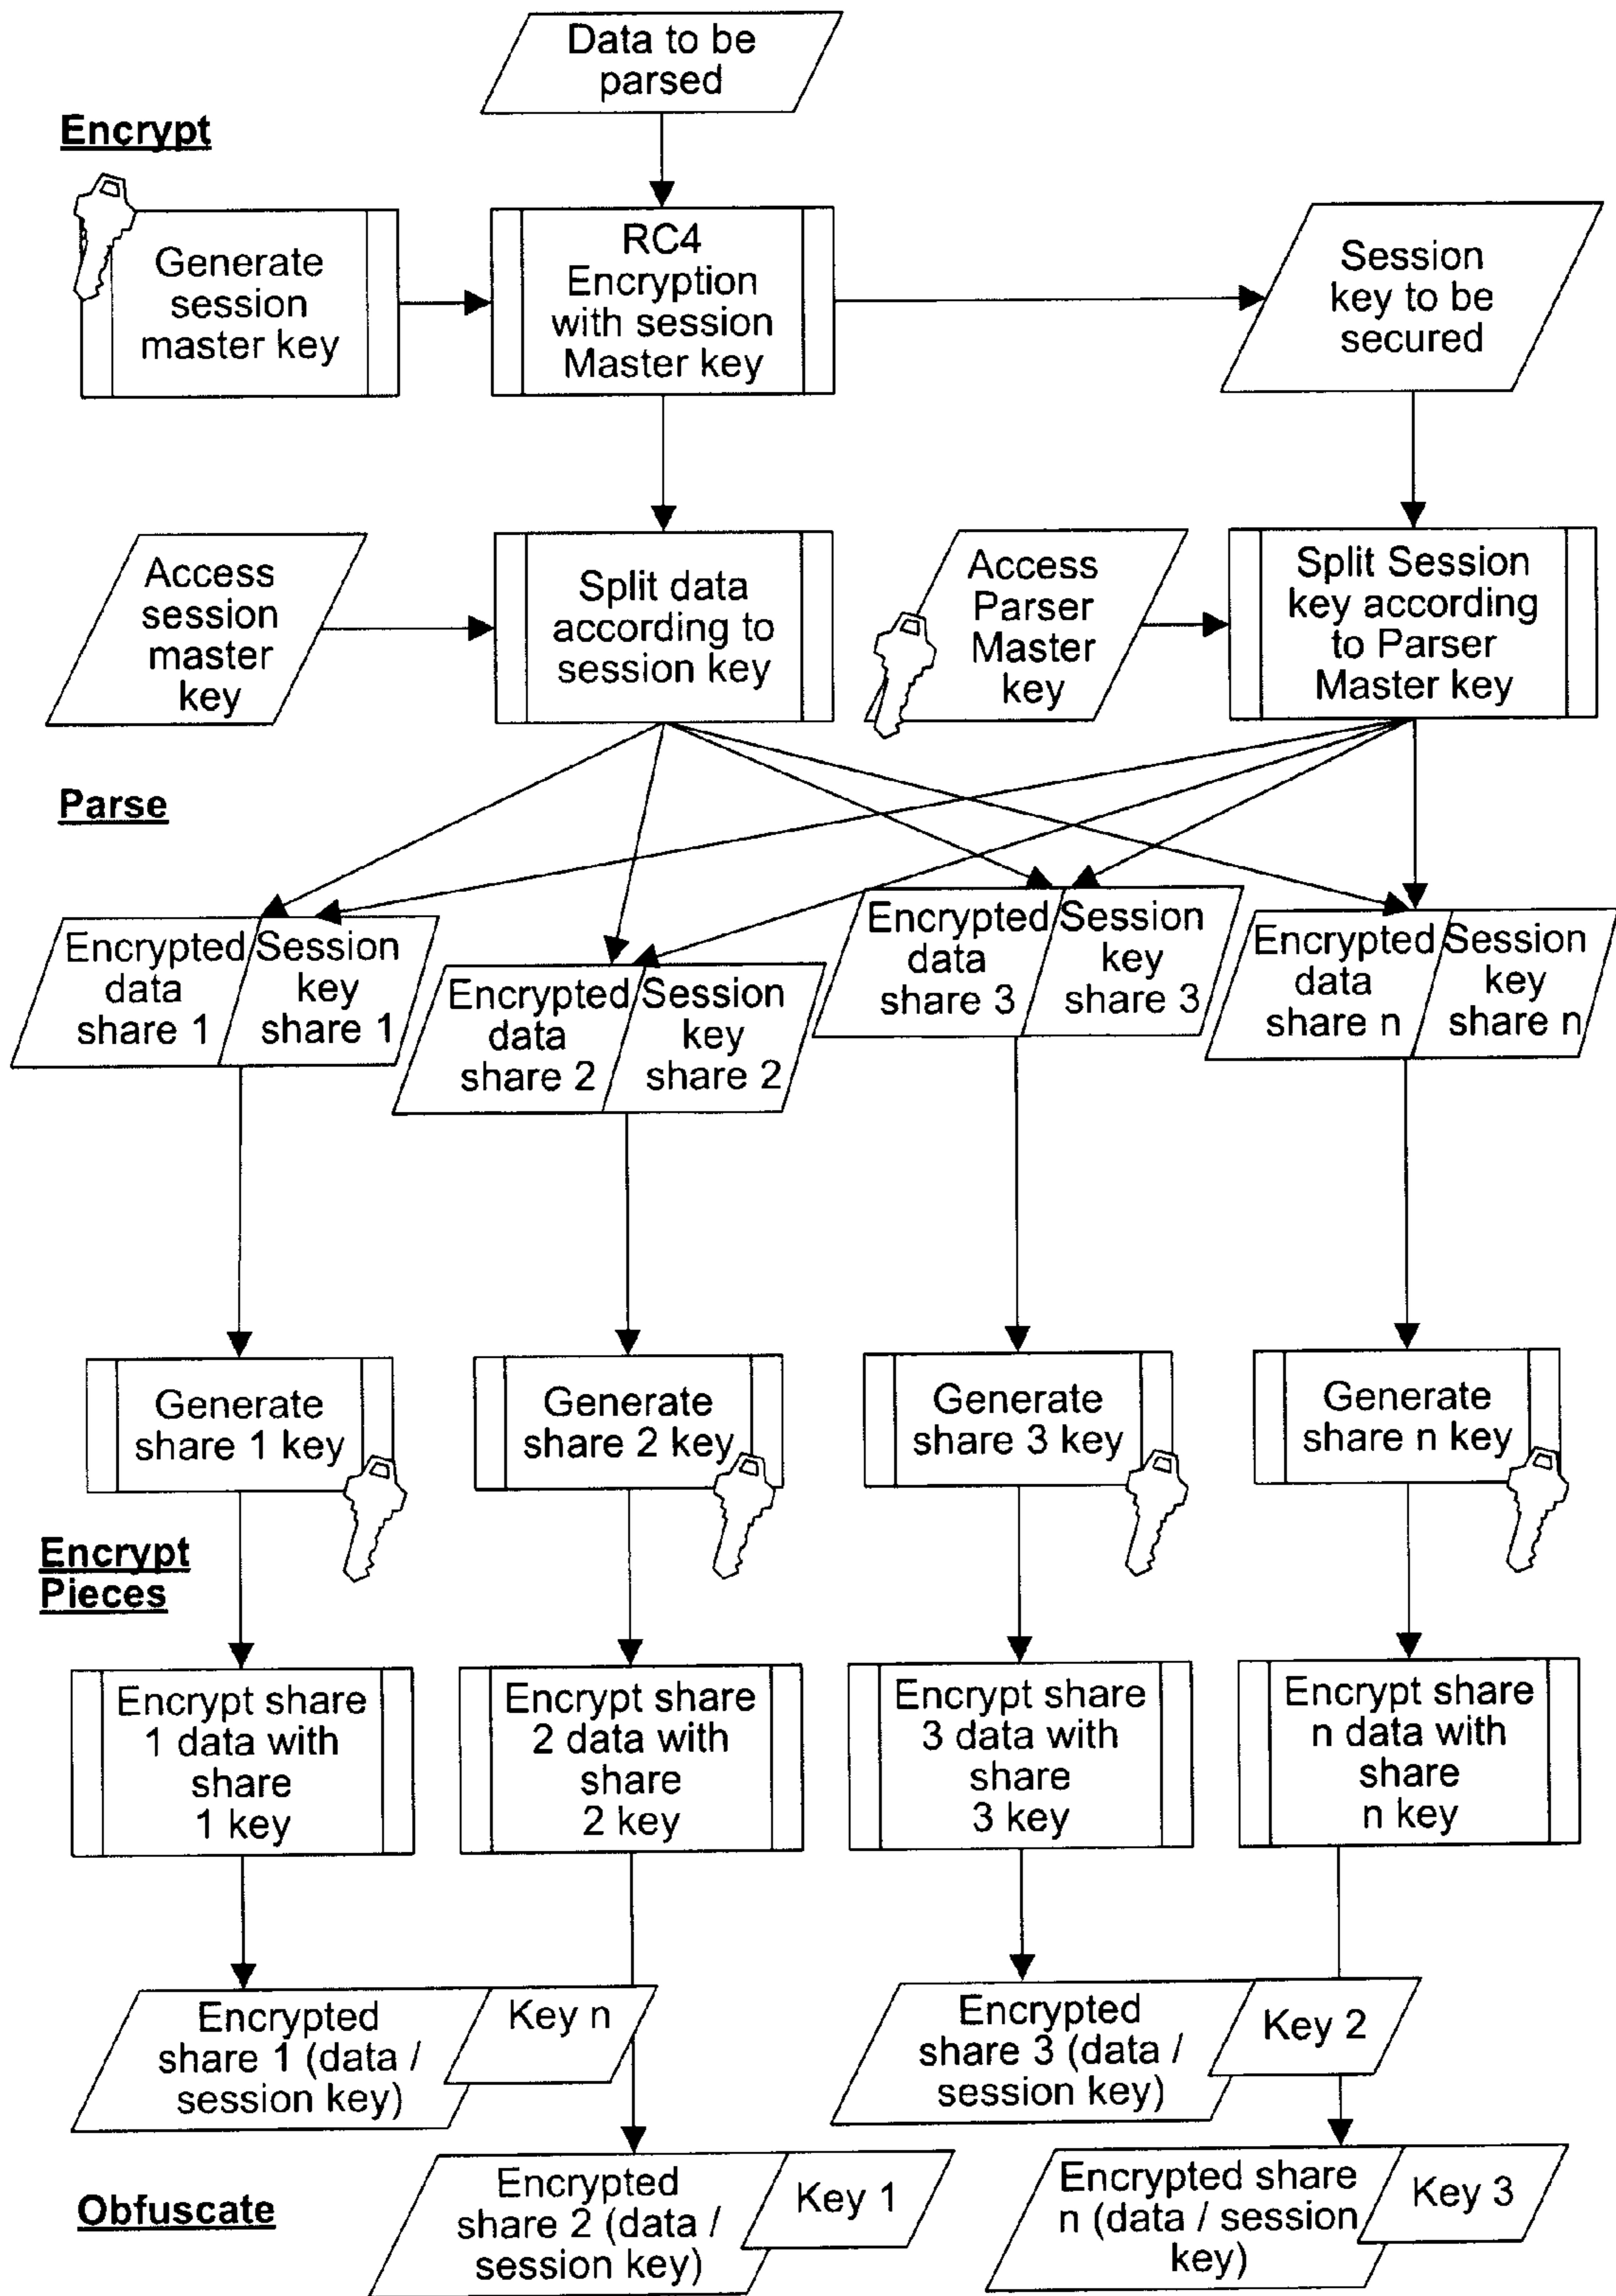 Data to be
parsed
Encrypt
Generate
session
master key
RC4
Encryption
with session
Master key
Session
key to be
secured
Access
session
master
key
Split data
according to
session key
Access
Parser
Master
key
Split Session
key according
to Parser
Master key
Parse
Encrypted
data
share 1
Session
key
share 1
Encrypted
data
share 2
Session
key
share 2
Encrypted
data
share 3
Session
key
share 3
Encrypted
data
share n
Session
key
share n
Generate
share 1 key
Generate
share 2 key
Generate
share 3 key
Generate
share n key
Encrypt
Pieces
Encrypt share
1 data with
share
1 key
Encrypt share
2 data with
share
2 key
Encrypt share
3 data with
share
3 key
Encrypt share
n data with
share
n key
Encrypted
share 1 (data /
session key)
Key n
Encrypted
share 3 (data /
session key)
Key 2
Obfuscate
Encrypted
share 2 (data /
session key)
Key 1
Encrypted share
n (data / session
key)
Key 3